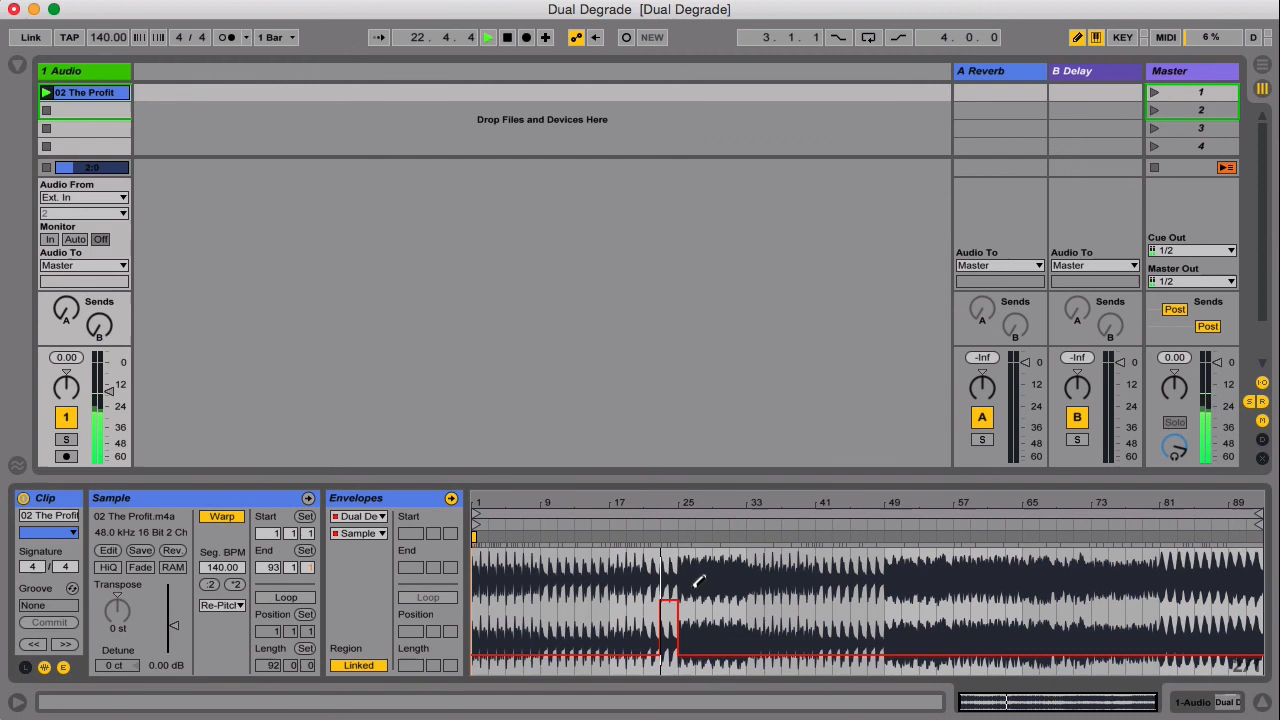 Dual Degrade [Dual Degrade]
Link TAP 140.00 4 / 4 1 Bar 22. 4. 4 NEW 3. 1. 1 4. 0. 0 KEY MIDI 6 % D
1 Audio A Reverb B Delay Master
02 The Profit 1
Drop Files and Devices Here
2
3
4
2:0
Audio From
Ext. In
2
Monitor
In Auto Off
Audio To Audio To Audio To
Master Master Master
Cue Out
1/2
Master Out
1/2
Sends Sends Sends Sends
A B A B A B
Post
Post
0.00 -Inf -Inf 0.00
0 0 0 0
12 12 12 12
24 24 24 24
36 36 36 36
48 48 48 48
60 60 60 60
1 A B Solo
S S S
S R
M
D
X
Clip Sample Envelopes
02 The Profit 02 The Profit.m4a Warp Start Set Dual De Start
48.0 kHz 16 Bit 2 Ch 1 1 1 Sample
Signature Edit Save Rev. Seg. BPM End Set End
4 / 4 HiQ Fade RAM 140.00 93 1 1
Groove Transpose :2 *2 Loop Loop
None 0 st Re-Pitch Position Set Position
Commit 1 1 1
<< >> Detune Length Set Region Length
L E 0 ct 0.00 dB 92 0 0 Linked
1 9 17 25 33 41 49 57 65 73 81 89
1-Audio Dual D